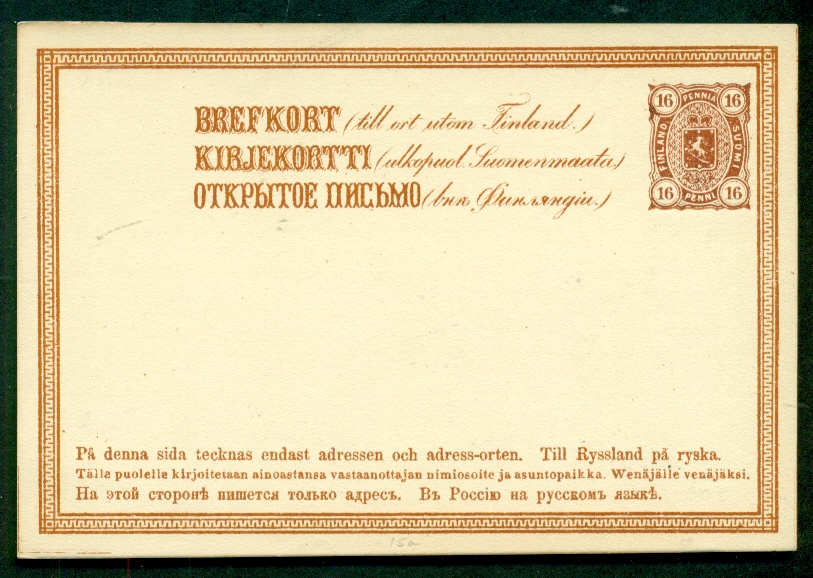 BREFKORT (till ort utom Finland.)
KIRJEKORTTI (ulkopuol. Suomenmaata)
ОТКРЫТОЕ ПИСЬМО (внѣ Финляндіи.)
16 PENNIÄ 16
FINLAND SUOMI
16 PENNI 16
På denna sida tecknas endast adressen och adress-orten. Till Ryssland på ryska.
Tälle puolelle kirjoitetaan ainoastansa vastaanottajan nimiosoite ja asuntopaikka. Wenäjälle venäjäksi.
На этой сторонѣ пишется только адресъ. Въ Россію на русскомъ языкѣ.
15a